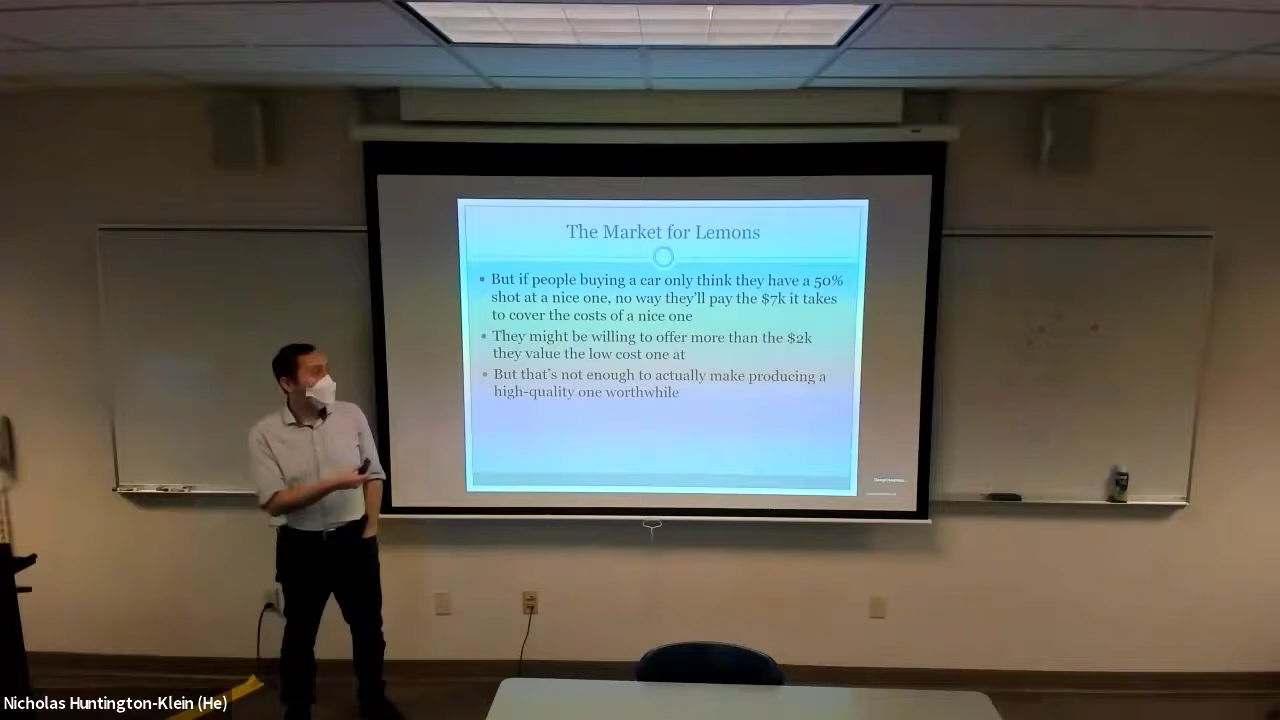 The Market for Lemons
• But if people buying a car only think they have a 50%
shot at a nice one, no way they'll pay the $7k it takes
to cover the costs of a nice one
• They might be willing to offer more than the $2k
they value the low cost one at
• But that's not enough to actually make producing a
high-quality one worthwhile
Nicholas Huntington-Klein (He)